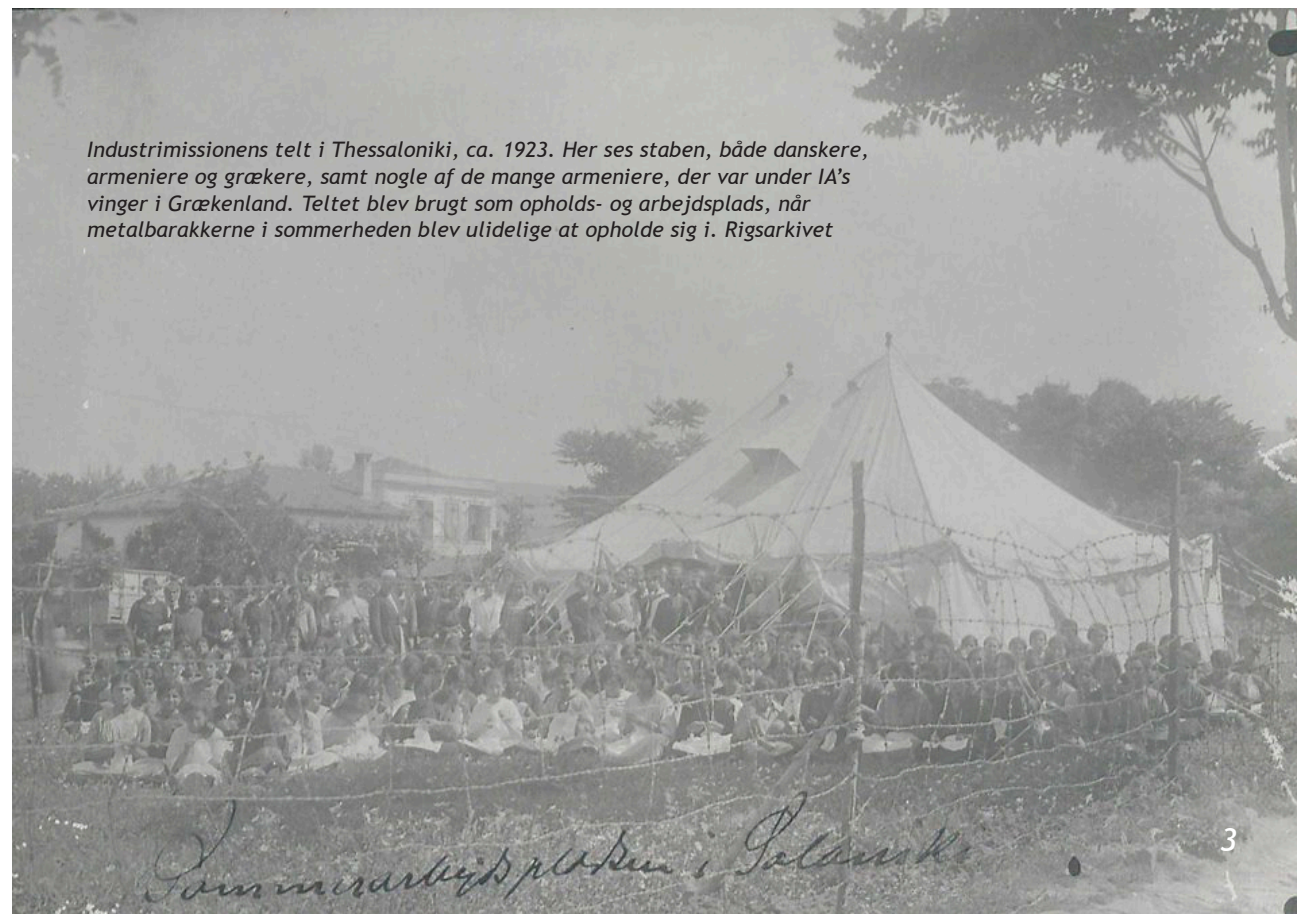 Industrimissionens telt i Thessaloniki, ca. 1923. Her ses staben, både danskere,
armeniere og grækere, samt nogle af de mange armeniere, der var under IA’s
vinger i Grækenland. Teltet blev brugt som opholds- og arbejdsplads, når
metalbarakkerne i sommerheden blev ulidelige at opholde sig i. Rigsarkivet
Sommerarbejdspladsen i Saloniki
3